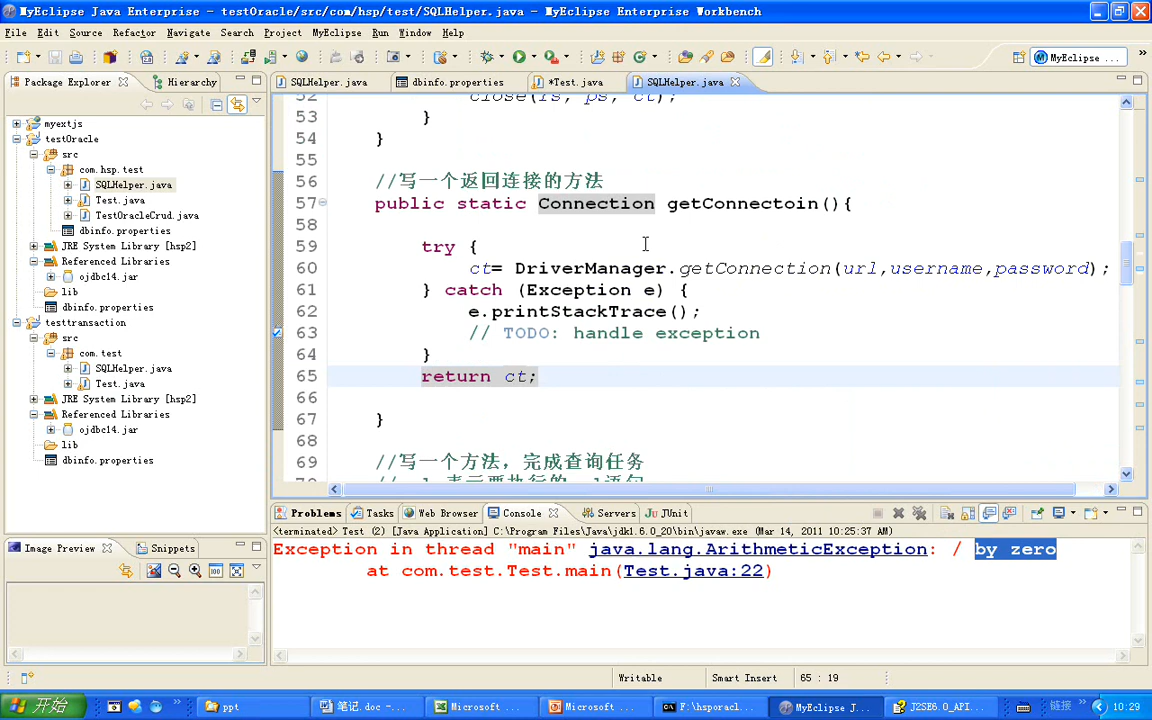 MyEclipse Java Enterprise - testOracle/src/com/hsp/test/SQLHelper.java - MyEclipse Enterprise Workbench
File Edit Source Refactor Navigate Search Project MyEclipse Run Window Help
MyEclipse ...
Package Explorer Hierarchy
SQLHelper.java dbinfo.properties *Test.java SQLHelper.java
myextjs
testOracle
src
com.hsp.test
SQLHelper.java
Test.java
TestOracleCrud.java
dbinfo.properties
JRE System Library [hsp2]
Referenced Libraries
ojdbc14.jar
lib
dbinfo.properties
testtransaction
src
com.test
SQLHelper.java
Test.java
JRE System Library [hsp2]
Referenced Libraries
ojdbc14.jar
lib
dbinfo.properties
52 close(rs, ps, ct);
53 }
54 }
55
56 //写一个返回连接的方法
57 public static Connection getConnectoin(){
58
59 try {
60 ct= DriverManager.getConnection(url,username,password);
61 } catch (Exception e) {
62 e.printStackTrace();
63 // TODO: handle exception
64 }
65 return ct;
66
67 }
68
69 //写一个方法，完成查询任务
Image Preview Snippets
Problems Tasks Web Browser Console Servers JUnit
<terminated> Test (2) [Java Application] C:\Program Files\Java\jdk1.6.0_20\bin\javaw.exe (Mar 14, 2011 10:25:37 AM)
Exception in thread "main" java.lang.ArithmeticException: / by zero
at com.test.Test.main(Test.java:22)
Writable Smart Insert 65 : 19
开始 ppt 笔记.doc -... Microsoft ... Microsoft ... F:\hsporacl... MyEclipse J... J2SE6.0_API... 链接 10:29